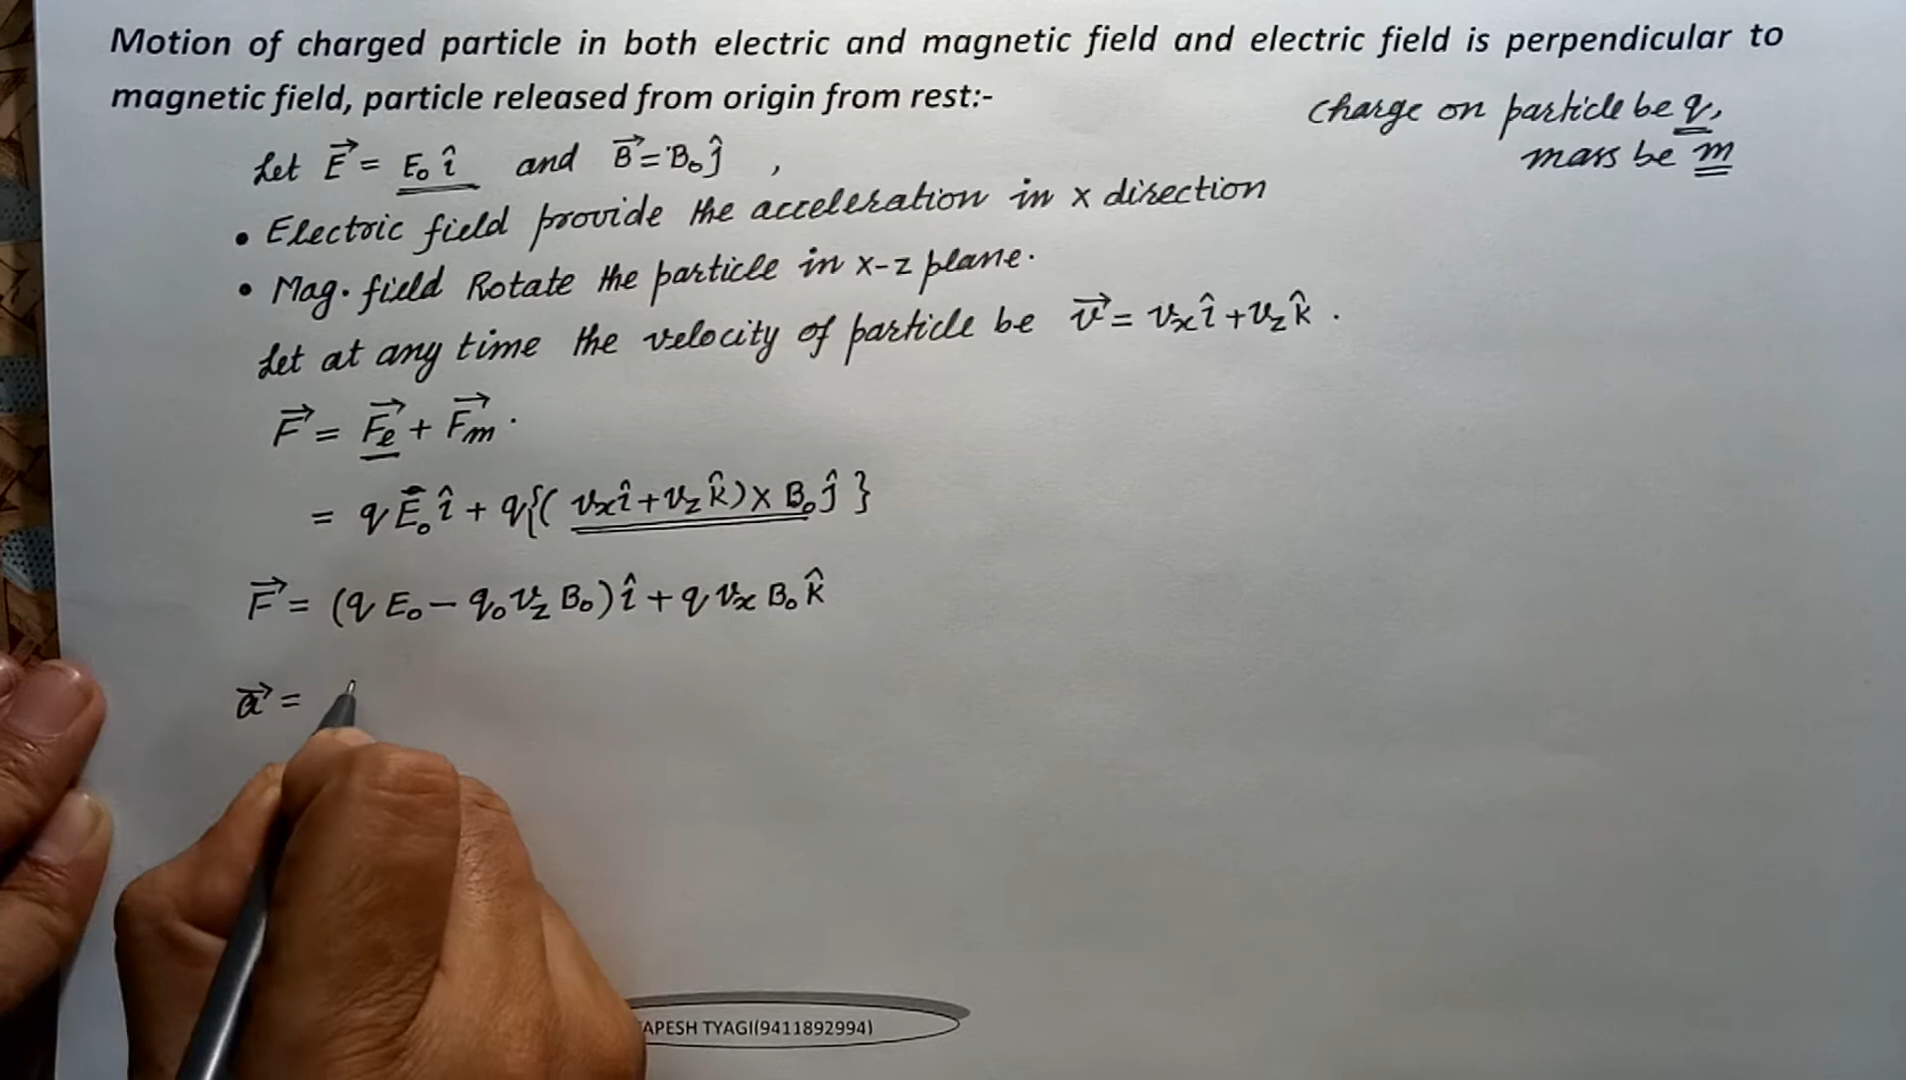 Motion of charged particle in both electric and magnetic field and electric field is perpendicular to
magnetic field, particle released from origin from rest:-
charge on particle be q,
mass be m
Let E⃗ = E₀ î and B⃗ = B₀ ĵ ,
• Electric field provide the acceleration in x direction
• Mag. field Rotate the particle in x-z plane.
Let at any time the velocity of particle be v⃗ = vₓ î + v_z k̂ .
F⃗ = F⃗e + F⃗m .
= q E₀ î + q{( vₓ î + v_z k̂ ) × B₀ ĵ }
F⃗ = (q E₀ − q₀ v_z B₀) î + q vₓ B₀ k̂
a⃗ =
APESH TYAGI(9411892994)